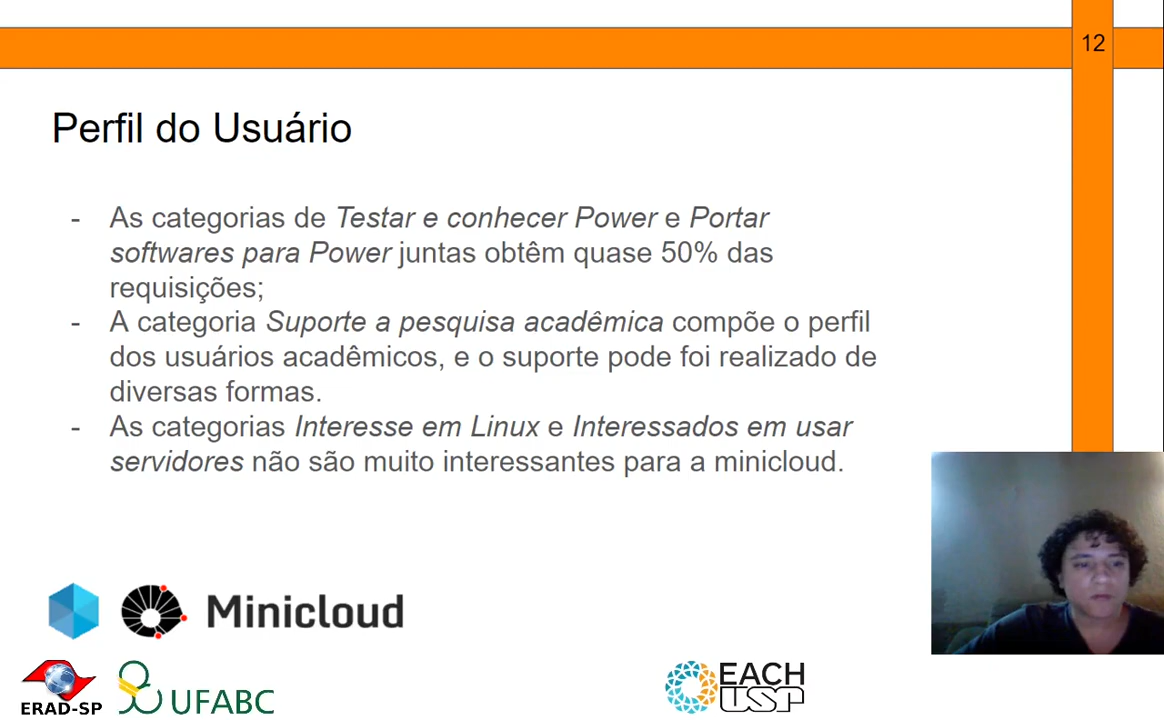 12
Perfil do Usuário
- As categorias de Testar e conhecer Power e Portar
softwares para Power juntas obtêm quase 50% das
requisições;
- A categoria Suporte a pesquisa acadêmica compõe o perfil
dos usuários acadêmicos, e o suporte pode foi realizado de
diversas formas.
- As categorias Interesse em Linux e Interessados em usar
servidores não são muito interessantes para a minicloud.
Minicloud
ERAD-SP
UFABC
EACH
USP